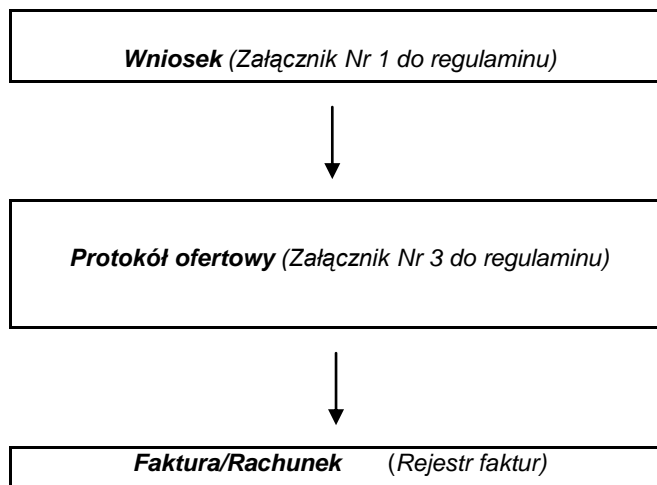 Wniosek (Załącznik Nr 1 do regulaminu)
Protokół ofertowy (Załącznik Nr 3 do regulaminu)
Faktura/Rachunek (Rejestr faktur)